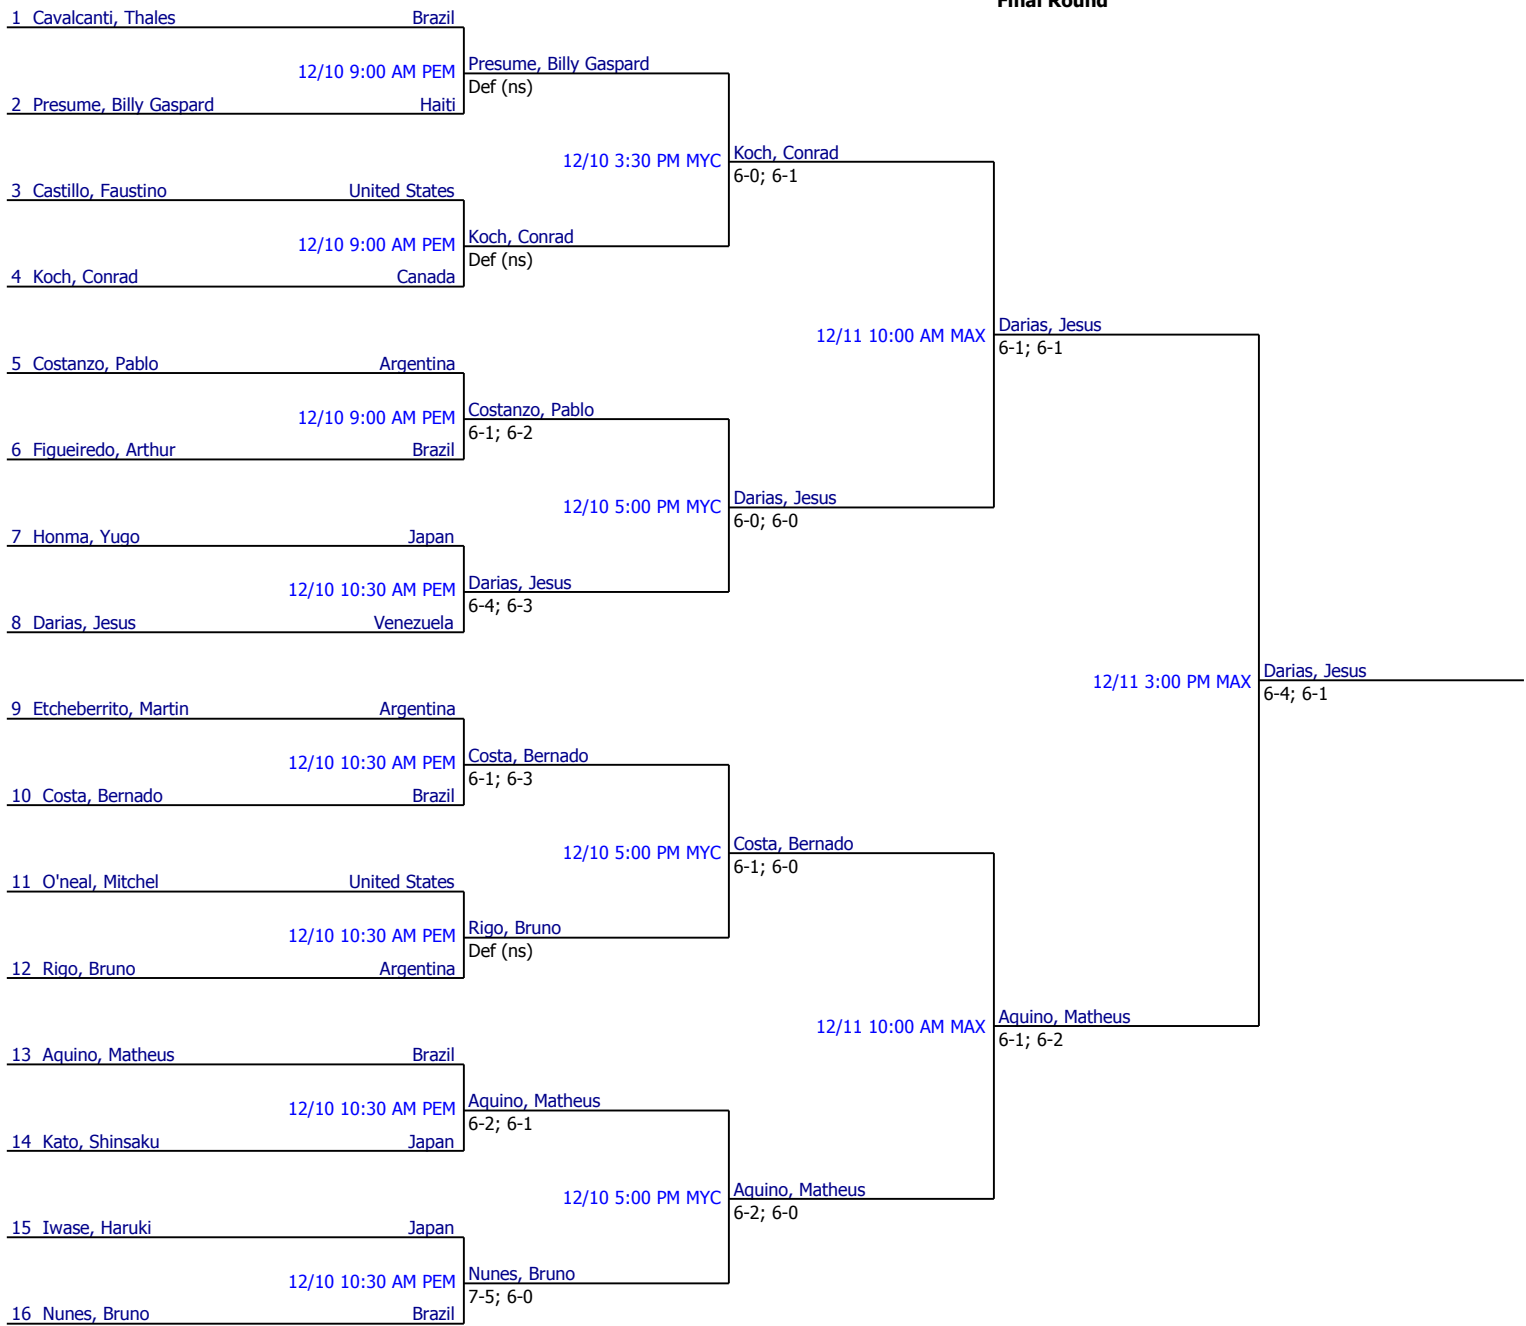 Final Round
1 Cavalcanti, Thales Brazil
12/10 9:00 AM PEM Presume, Billy Gaspard
Def (ns)
2 Presume, Billy Gaspard Haiti
12/10 3:30 PM MYC Koch, Conrad
6-0; 6-1
3 Castillo, Faustino United States
12/10 9:00 AM PEM Koch, Conrad
Def (ns)
4 Koch, Conrad Canada
12/11 10:00 AM MAX Darias, Jesus
6-1; 6-1
5 Costanzo, Pablo Argentina
12/10 9:00 AM PEM Costanzo, Pablo
6-1; 6-2
6 Figueiredo, Arthur Brazil
12/10 5:00 PM MYC Darias, Jesus
6-0; 6-0
7 Honma, Yugo Japan
12/10 10:30 AM PEM Darias, Jesus
6-4; 6-3
8 Darias, Jesus Venezuela
12/11 3:00 PM MAX Darias, Jesus
6-4; 6-1
9 Etcheberrito, Martin Argentina
12/10 10:30 AM PEM Costa, Bernado
6-1; 6-3
10 Costa, Bernado Brazil
12/10 5:00 PM MYC Costa, Bernado
6-1; 6-0
11 O'neal, Mitchel United States
12/10 10:30 AM PEM Rigo, Bruno
Def (ns)
12 Rigo, Bruno Argentina
12/11 10:00 AM MAX Aquino, Matheus
6-1; 6-2
13 Aquino, Matheus Brazil
12/10 10:30 AM PEM Aquino, Matheus
6-2; 6-1
14 Kato, Shinsaku Japan
12/10 5:00 PM MYC Aquino, Matheus
6-2; 6-0
15 Iwase, Haruki Japan
12/10 10:30 AM PEM Nunes, Bruno
7-5; 6-0
16 Nunes, Bruno Brazil